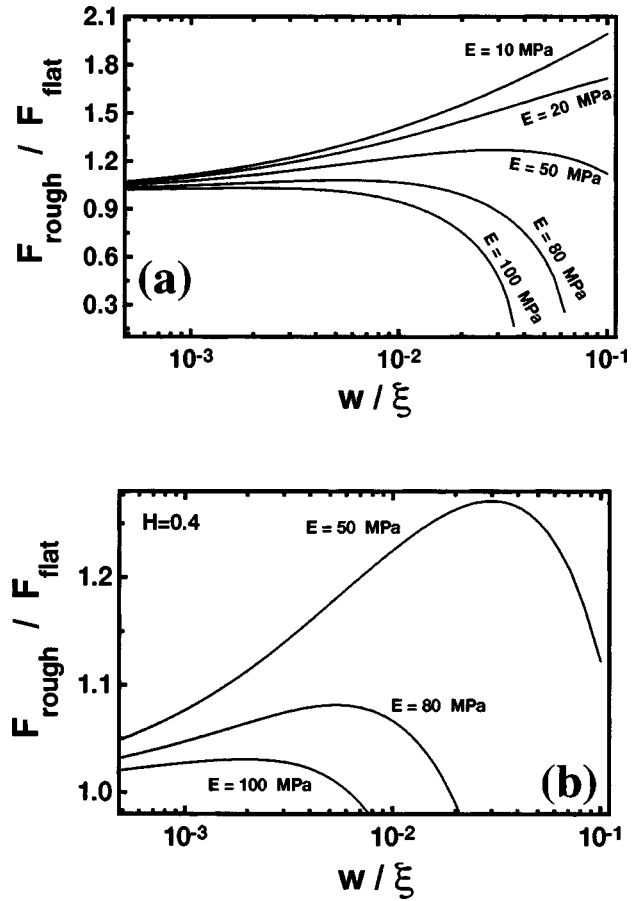 2.1
1.8
1.5
1.2
0.9
0.6
0.3
F rough / F flat
E = 10 MPa
E = 20 MPa
E = 50 MPa
E = 80 MPa
E = 100 MPa
(a)
10⁻³
10⁻²
10⁻¹
w / ξ
H=0.4
1.2
1.1
1.0
F rough / F flat
E = 50 MPa
E = 80 MPa
E = 100 MPa
(b)
10⁻³
10⁻²
10⁻¹
w / ξ